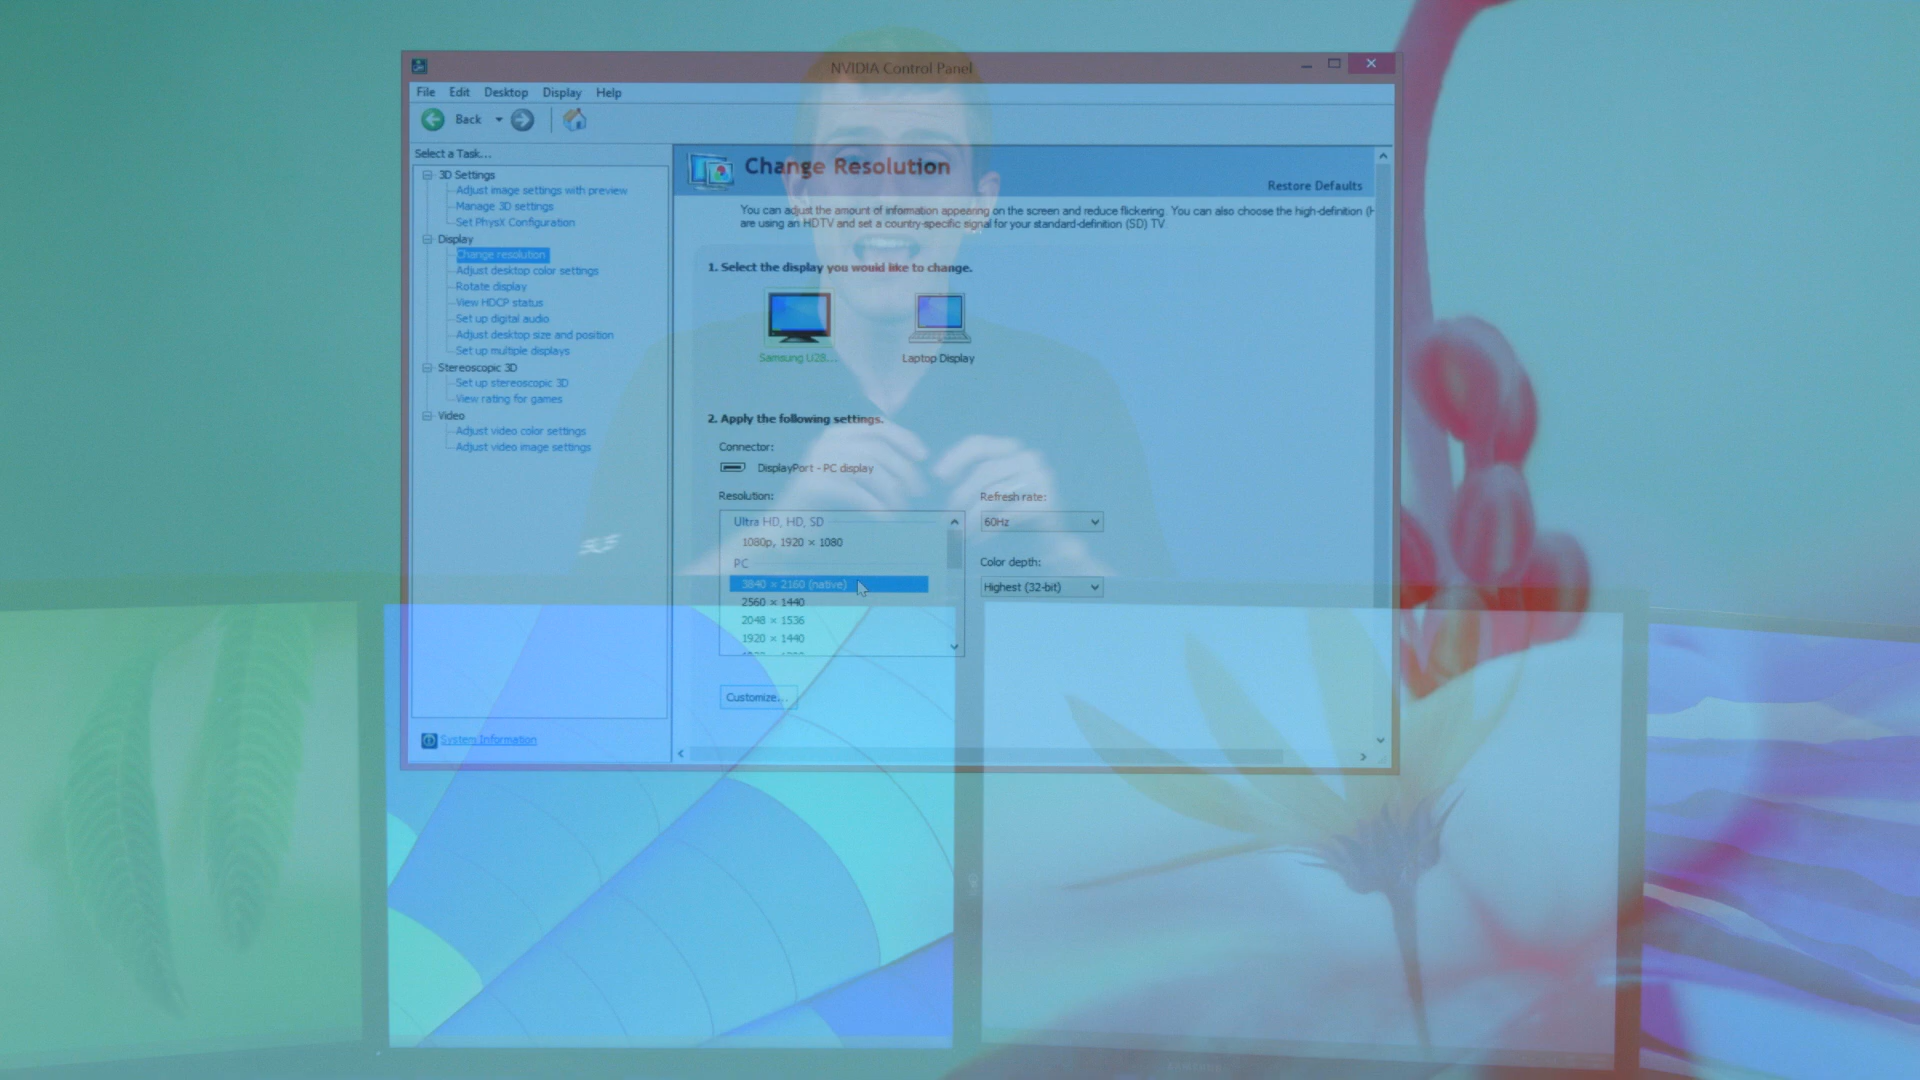 NVIDIA Control Panel
File Edit Desktop Display Help
Back
Select a Task...
3D Settings
Adjust image settings with preview
Manage 3D settings
Set PhysX Configuration
Display
Change resolution
Adjust desktop color settings
Rotate display
View HDCP status
Set up digital audio
Adjust desktop size and position
Set up multiple displays
Stereoscopic 3D
Set up stereoscopic 3D
View rating for games
Video
Adjust video color settings
Adjust video image settings
System Information
Change Resolution
Restore Defaults
You can adjust the amount of information appearing on the screen and reduce flickering. You can also choose the high-definition (H
are using an HDTV and set a country-specific signal for your standard-definition (SD) TV
1. Select the display you would like to change.
Samsung U28...
Laptop Display
2. Apply the following settings.
Connector:
DisplayPort - PC display
Resolution:
Ultra HD, HD, SD
1080p, 1920 × 1080
PC
3840 × 2160 (native)
2560 × 1440
2048 × 1536
1920 × 1440
Refresh rate:
60Hz
Color depth:
Highest (32-bit)
Customize...